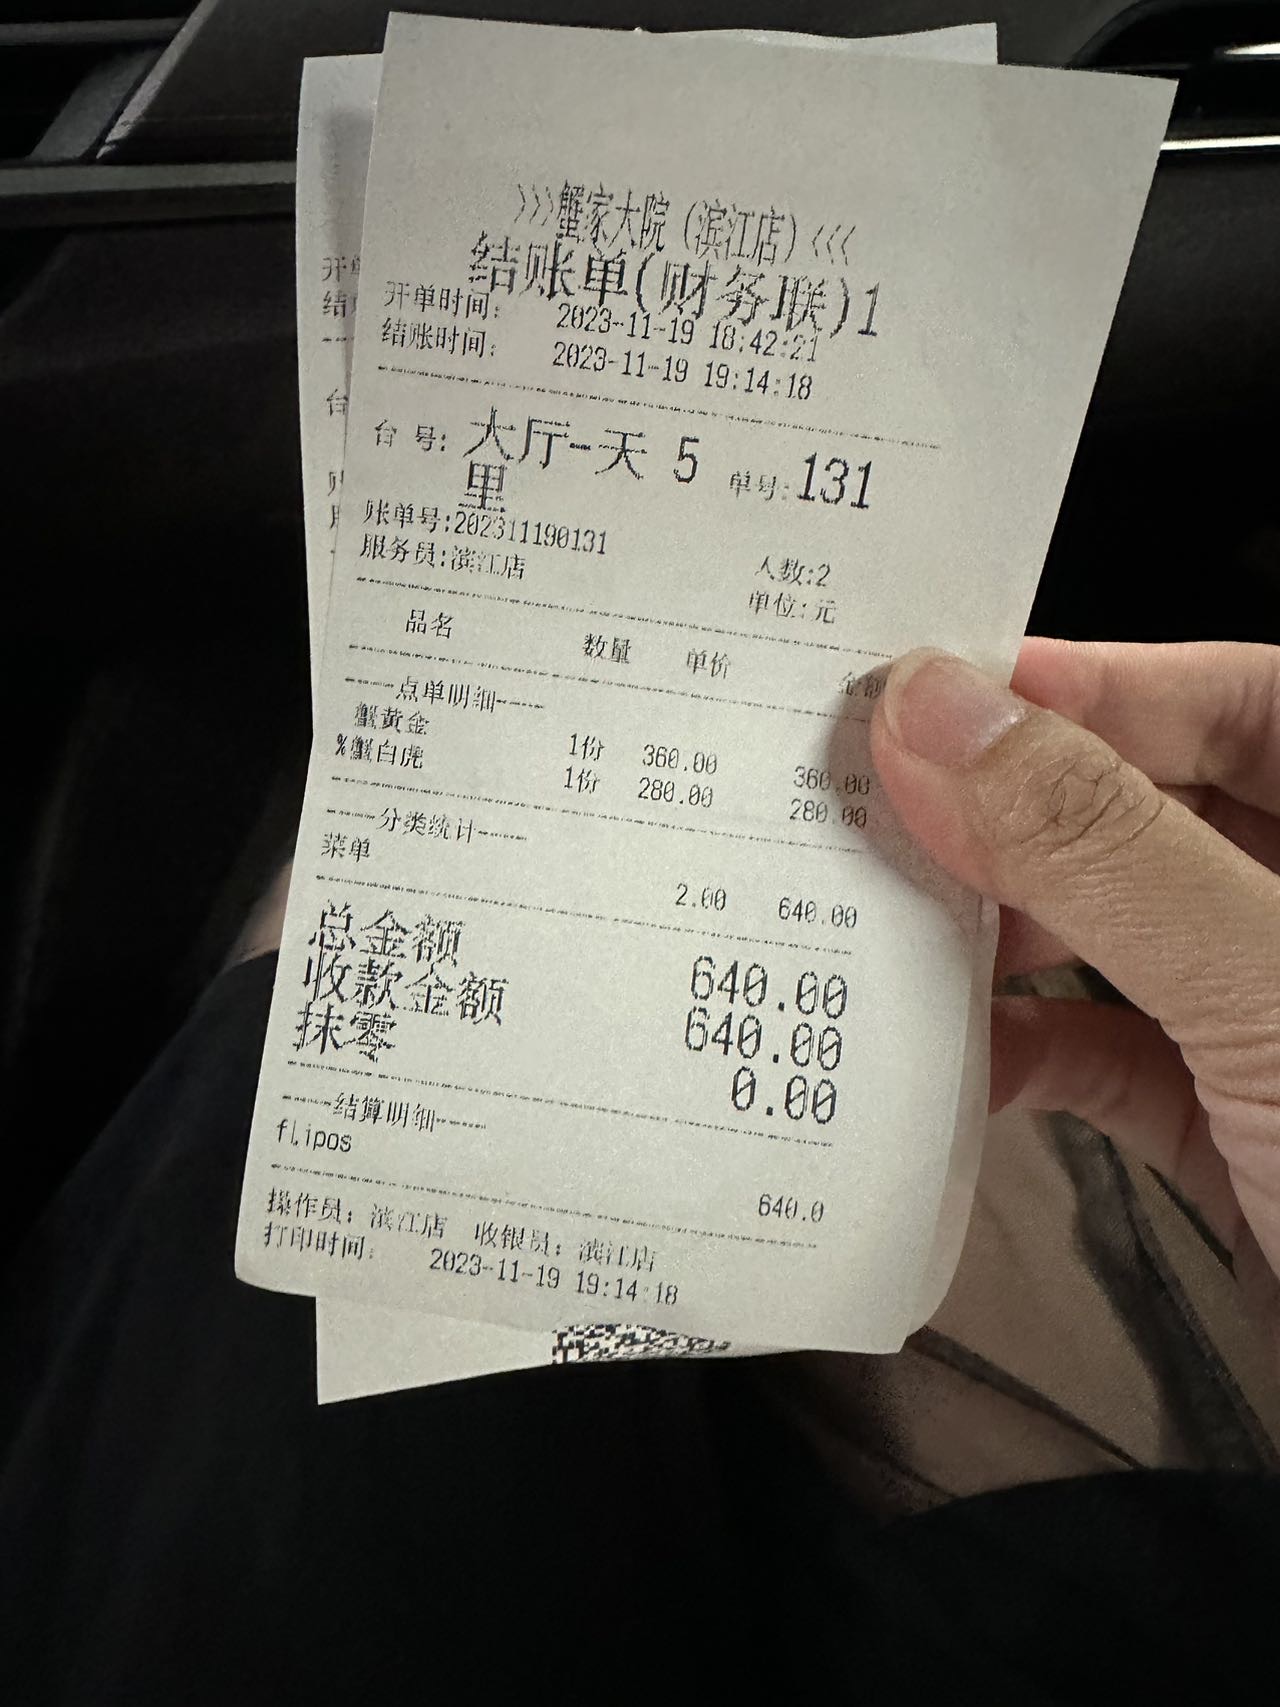 >>>蟹家大院（滨江店）<<<
结账单(财务联)1
开单时间： 2023-11-19 18:42:21
结账时间： 2023-11-19 19:14:18
台 号: 大厅-天 5 单号:131
里
账单号:202311190131 人数:2
服务员:滨江店 单位:元
品名 数量 单价 金额
----点单明细----
蟹黄金 1份 360.00 360.00
%蟹白虎 1份 280.00 280.00
----分类统计----
菜单 2.00 640.00
总金额 640.00
收款金额 640.00
抹零 0.00
----结算明细----
flipos 640.0
操作员：滨江店 收银员：滨江店
打印时间： 2023-11-19 19:14:18
开单
结
台